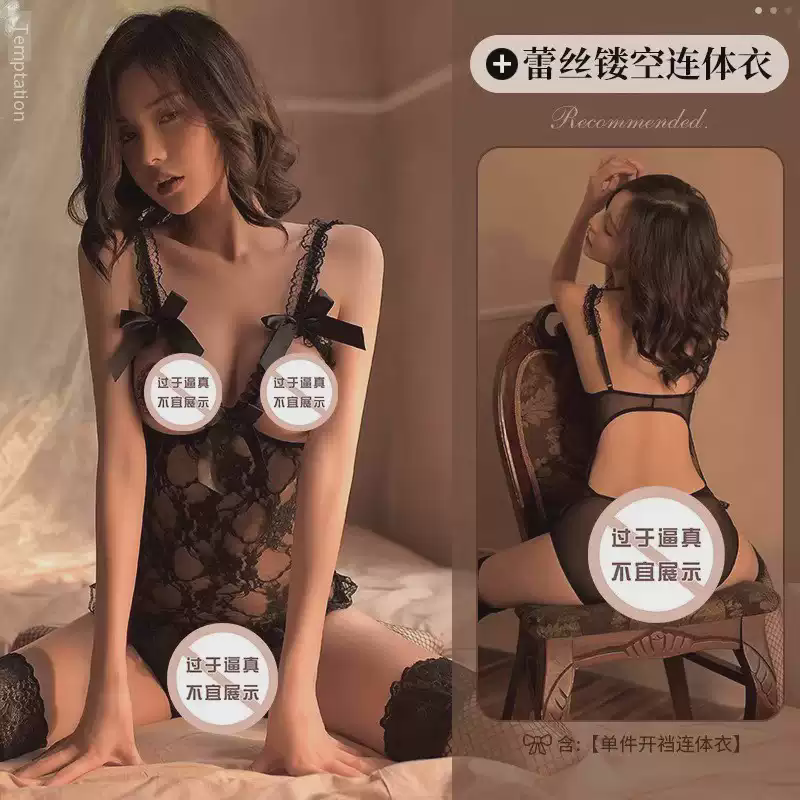 Temptation
蕾丝镂空连体衣
Recommended.
过于逼真
不宜展示
过于逼真
不宜展示
过于逼真
不宜展示
过于逼真
不宜展示
含:【单件开裆连体衣】